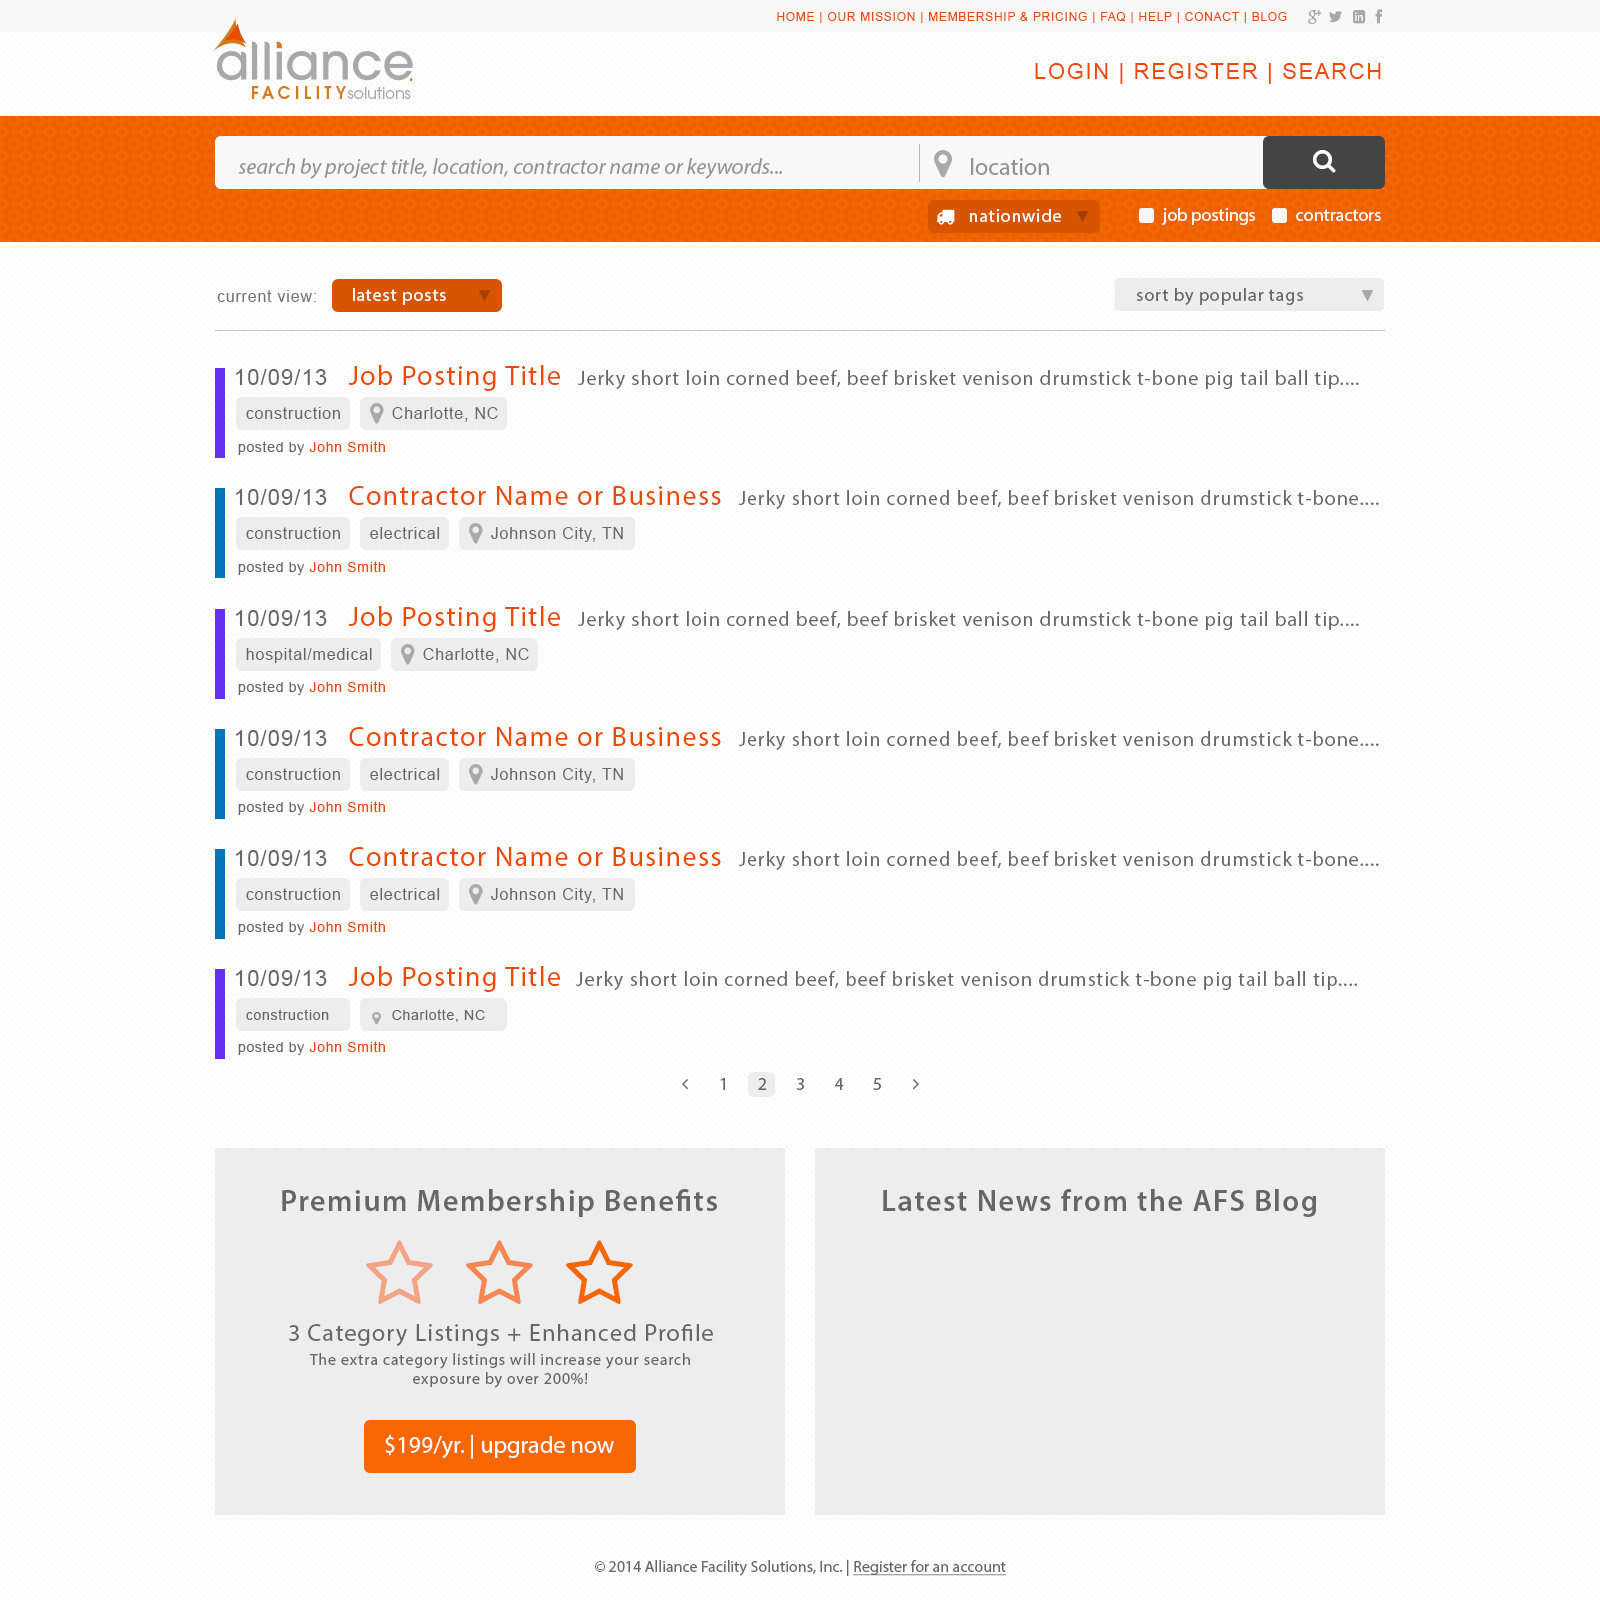 HOME | OUR MISSION | MEMBERSHIP & PRICING | FAQ | HELP | CONACT | BLOG
alliance
FACILITYsolutions
LOGIN | REGISTER | SEARCH
search by project title, location, contractor name or keywords... location
nationwide job postings contractors
current view: latest posts sort by popular tags
10/09/13 Job Posting Title Jerky short loin corned beef, beef brisket venison drumstick t-bone pig tail ball tip....
construction Charlotte, NC
posted by John Smith
10/09/13 Contractor Name or Business Jerky short loin corned beef, beef brisket venison drumstick t-bone....
construction electrical Johnson City, TN
posted by John Smith
10/09/13 Job Posting Title Jerky short loin corned beef, beef brisket venison drumstick t-bone pig tail ball tip....
hospital/medical Charlotte, NC
posted by John Smith
10/09/13 Contractor Name or Business Jerky short loin corned beef, beef brisket venison drumstick t-bone....
construction electrical Johnson City, TN
posted by John Smith
10/09/13 Contractor Name or Business Jerky short loin corned beef, beef brisket venison drumstick t-bone....
construction electrical Johnson City, TN
posted by John Smith
10/09/13 Job Posting Title Jerky short loin corned beef, beef brisket venison drumstick t-bone pig tail ball tip....
construction Charlotte, NC
posted by John Smith
‹ 1 2 3 4 5 ›
Premium Membership Benefits
3 Category Listings + Enhanced Profile
The extra category listings will increase your search
exposure by over 200%!
$199/yr. | upgrade now
Latest News from the AFS Blog
© 2014 Alliance Facility Solutions, Inc. | Register for an account